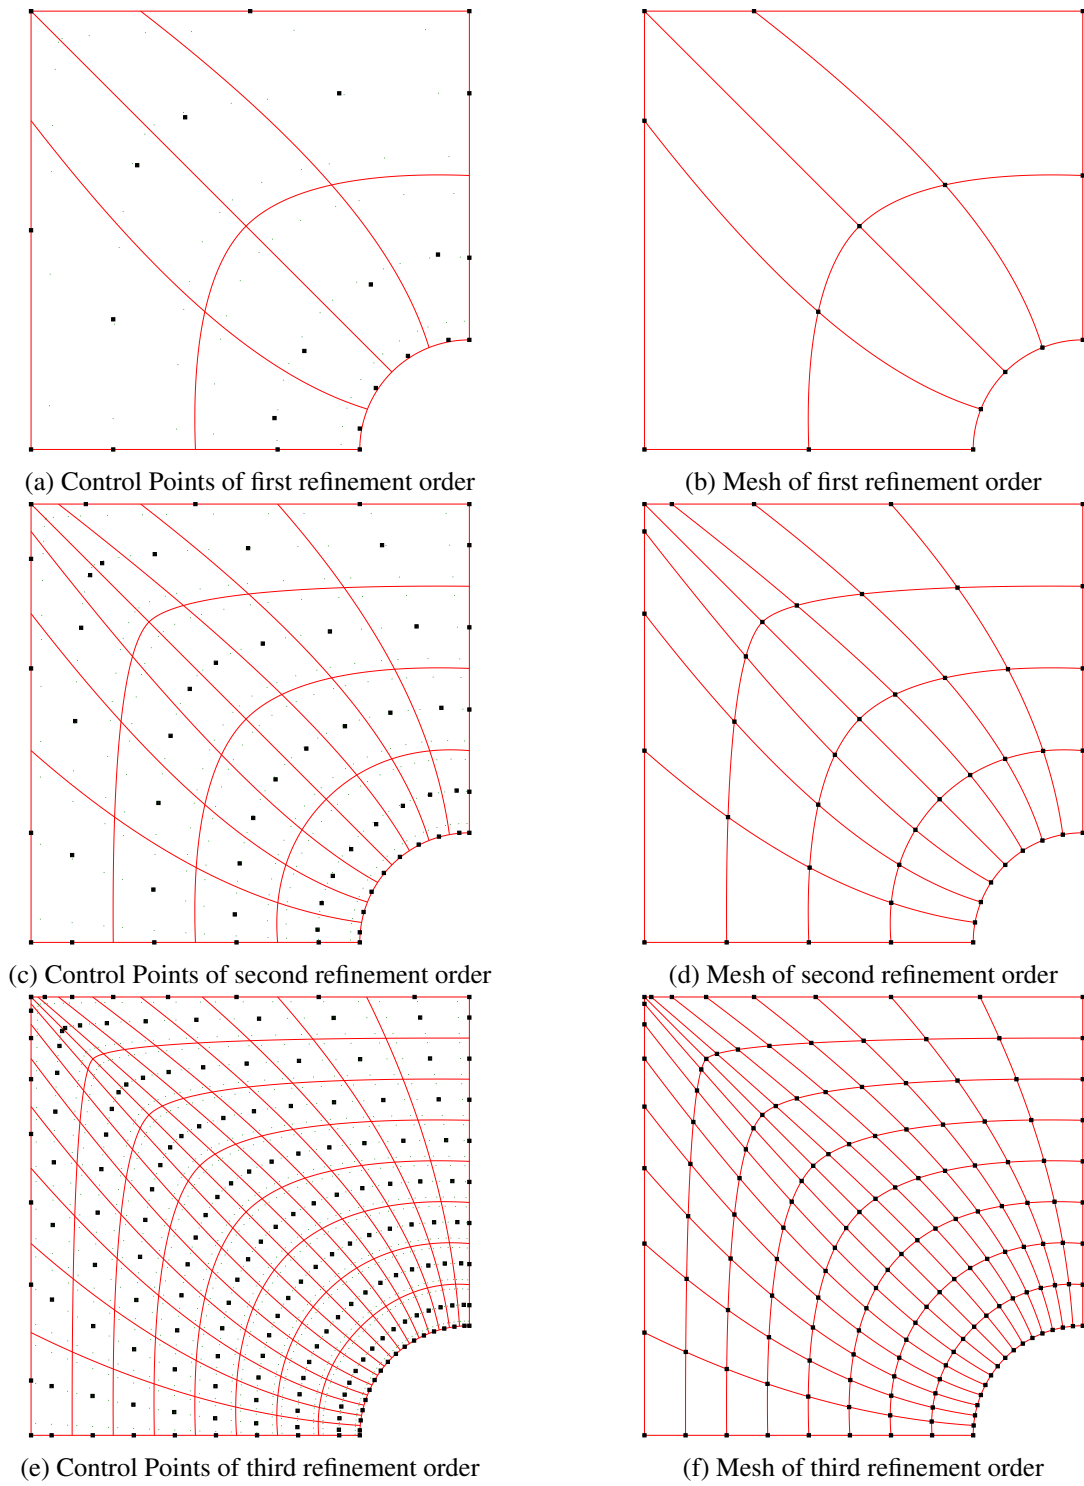 (a) Control Points of first refinement order
(b) Mesh of first refinement order
(c) Control Points of second refinement order
(d) Mesh of second refinement order
(e) Control Points of third refinement order
(f) Mesh of third refinement order